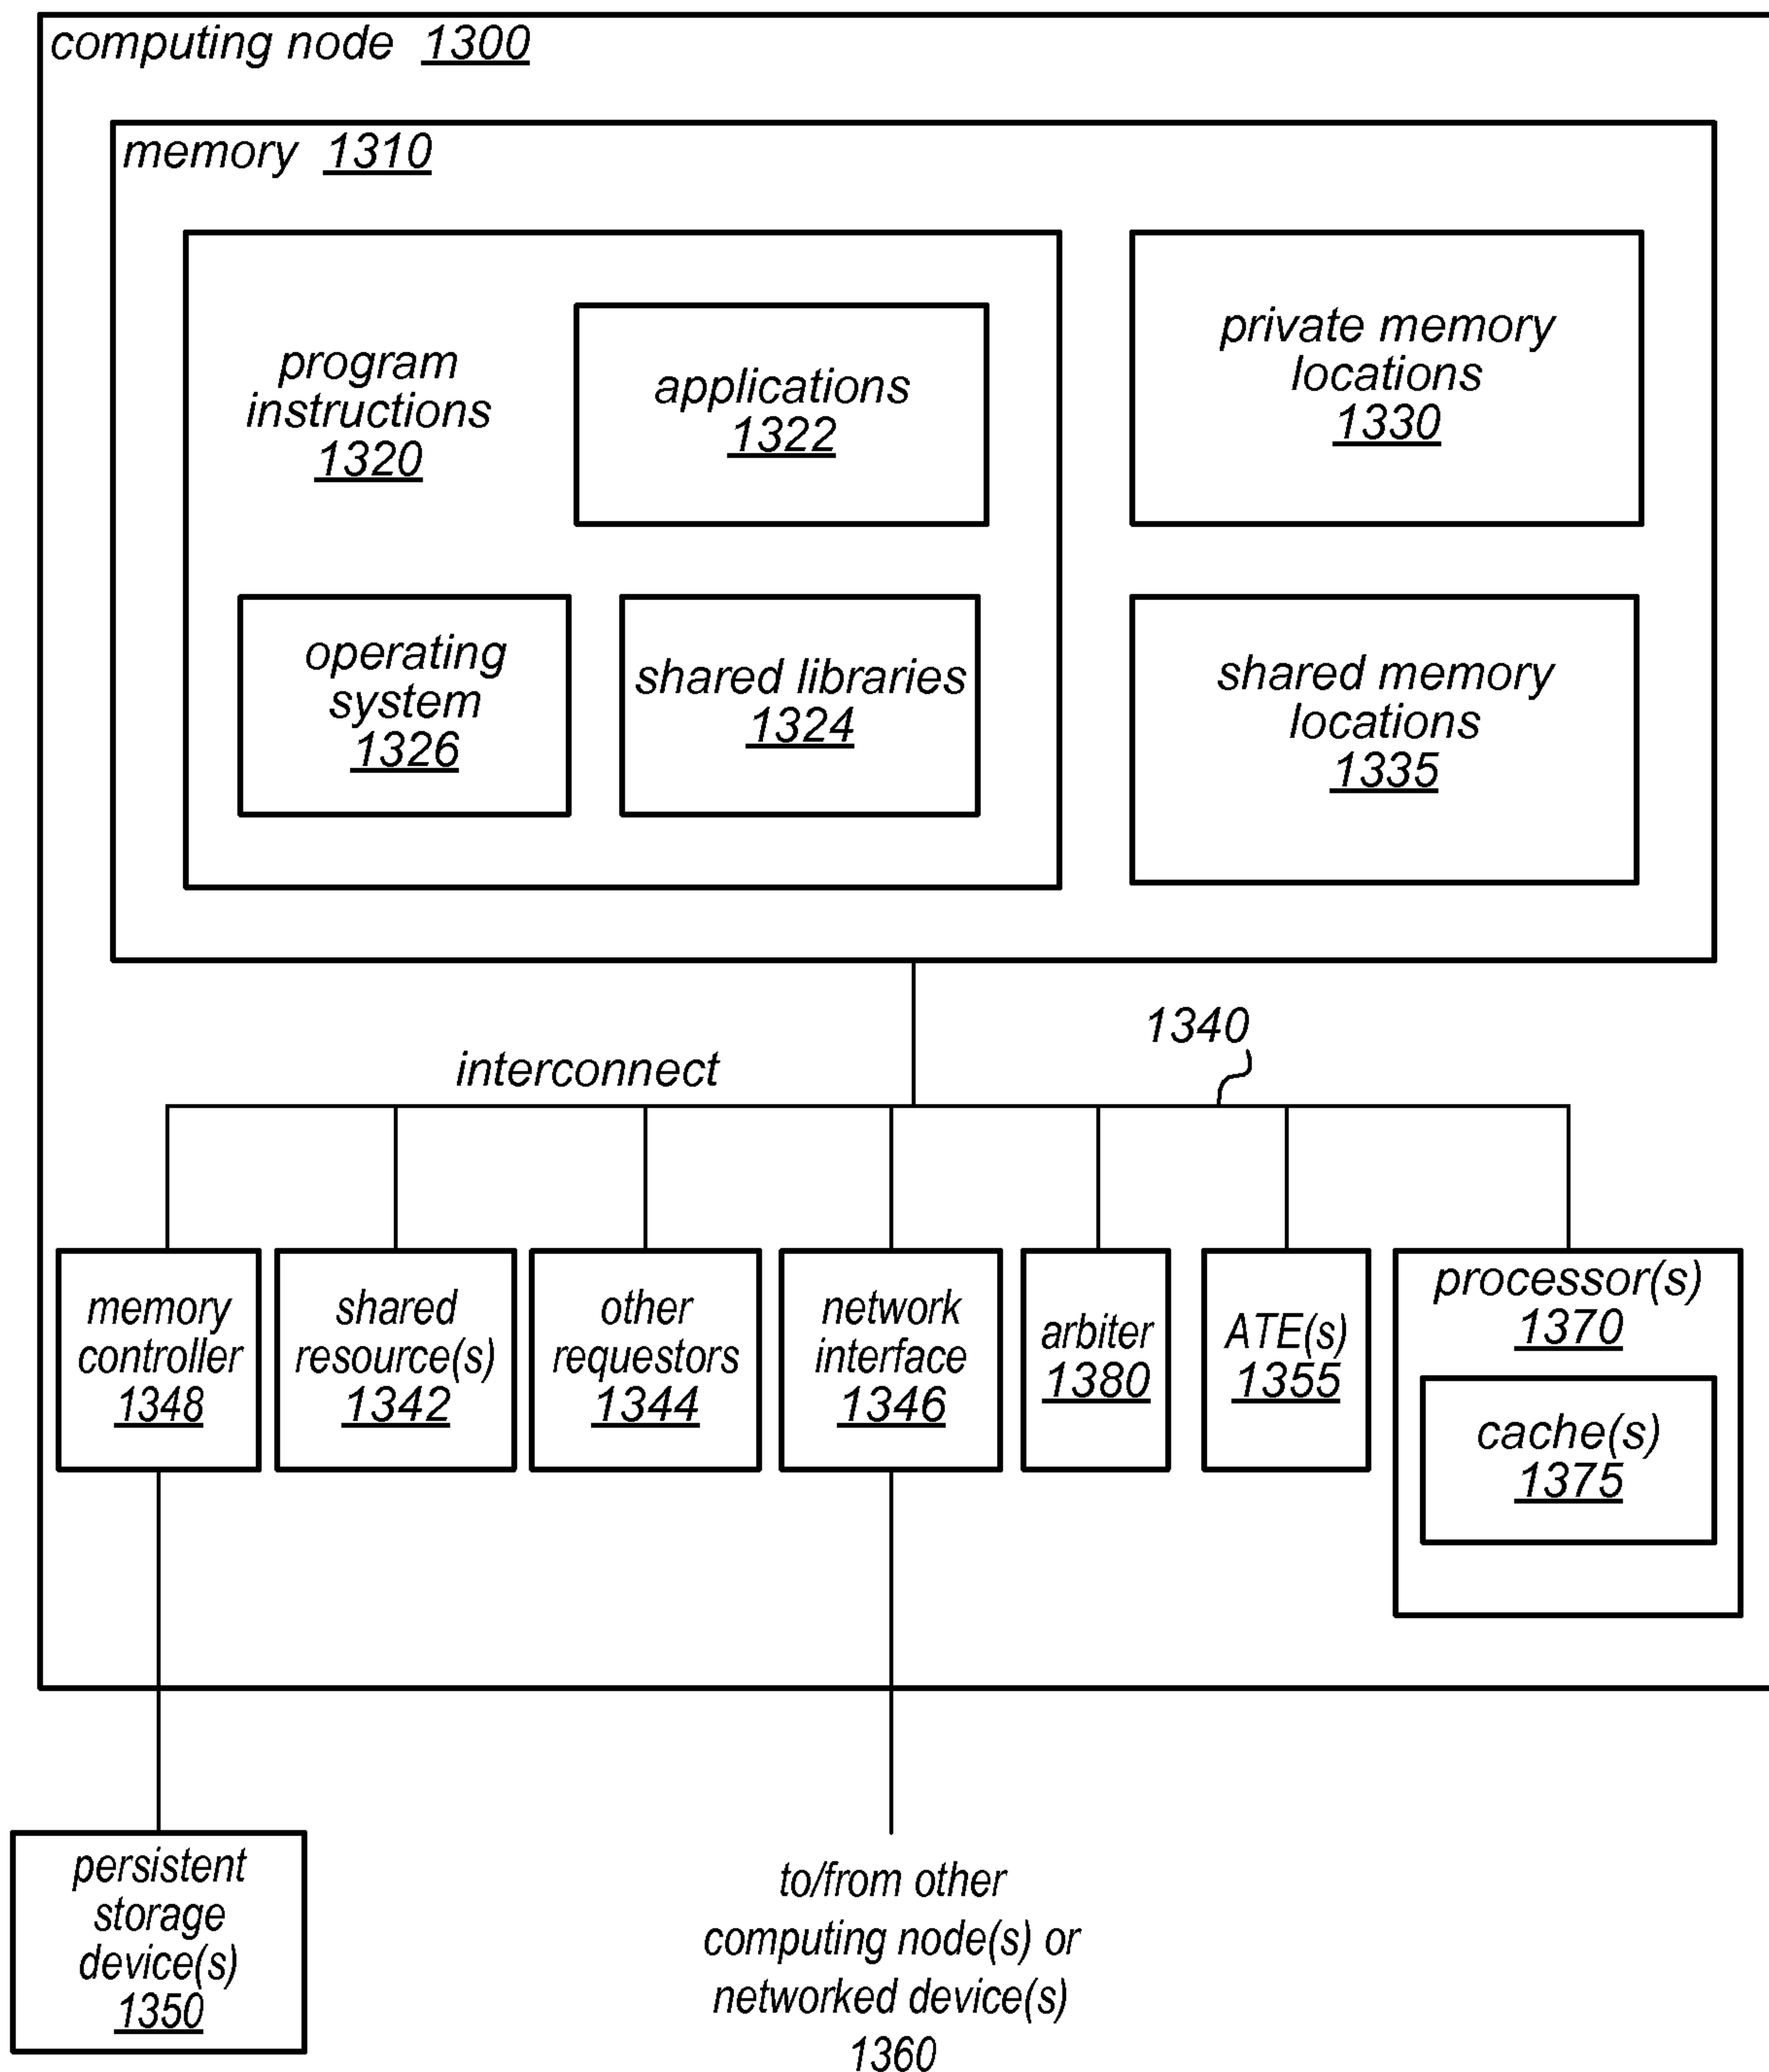 computing node 1300
memory 1310
program
instructions
1320
applications
1322
private memory
locations
1330
operating
system
1326
shared libraries
1324
shared memory
locations
1335
interconnect
1340
memory
controller
1348
shared
resource(s)
1342
other
requestors
1344
network
interface
1346
arbiter
1380
ATE(s)
1355
processor(s)
1370
cache(s)
1375
persistent
storage
device(s)
1350
to/from other
computing node(s) or
networked device(s)
1360